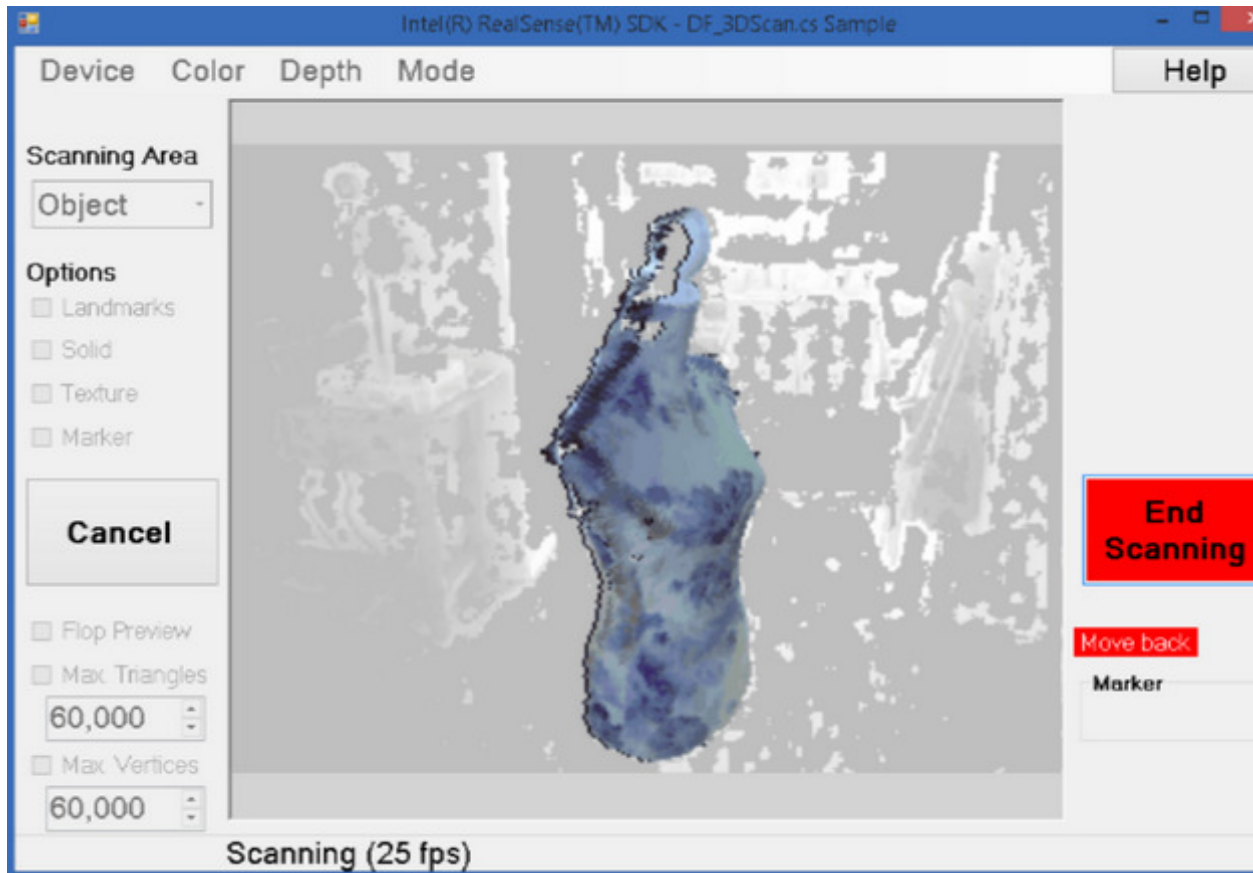 Intel(R) RealSense(TM) SDK - DF_3DScan.cs Sample
Device Color Depth Mode Help
Scanning Area
Object
Options
Landmarks
Solid
Texture
Marker
Cancel
End
Scanning
Flop Preview
Move back
Max. Triangles
Marker
60,000
Max. Vertices
60,000
Scanning (25 fps)